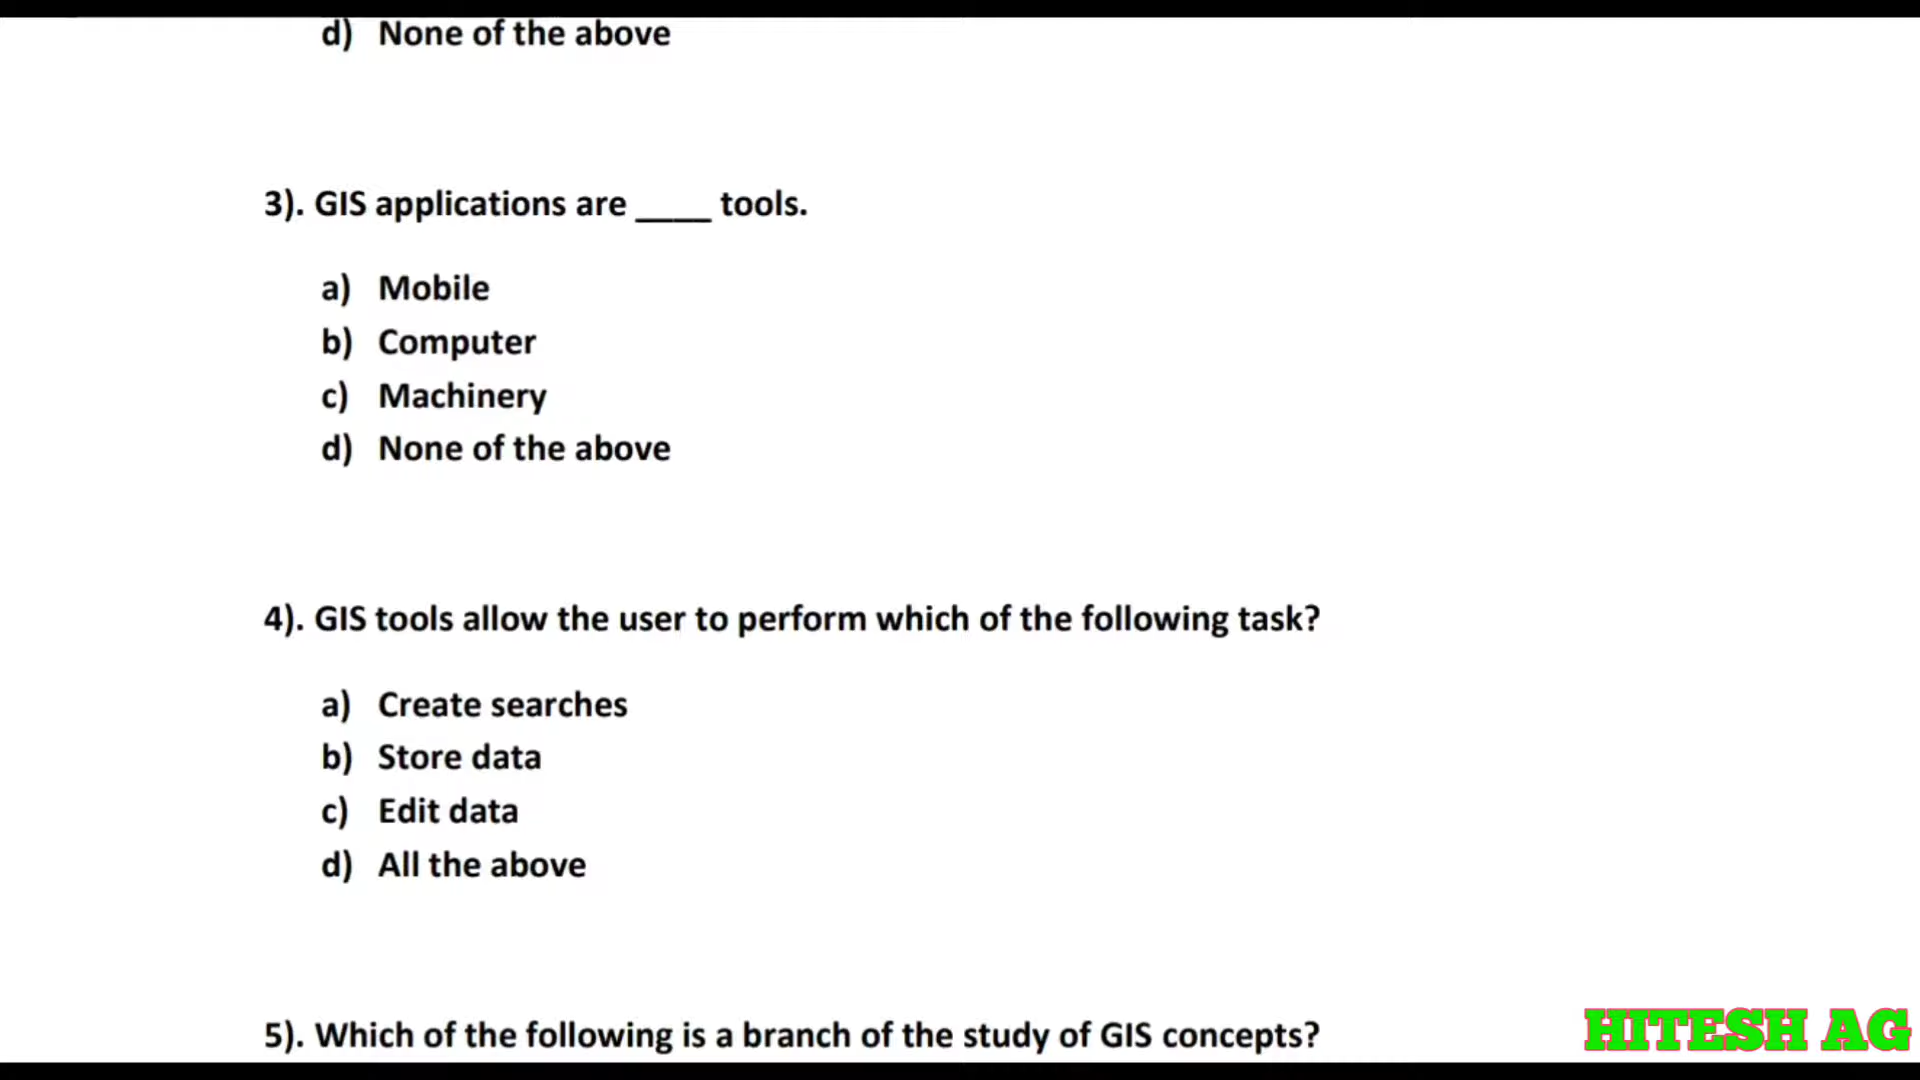 d) None of the above
3). GIS applications are ____ tools.
a) Mobile
b) Computer
c) Machinery
d) None of the above
4). GIS tools allow the user to perform which of the following task?
a) Create searches
b) Store data
c) Edit data
d) All the above
5). Which of the following is a branch of the study of GIS concepts?
HITESH AG